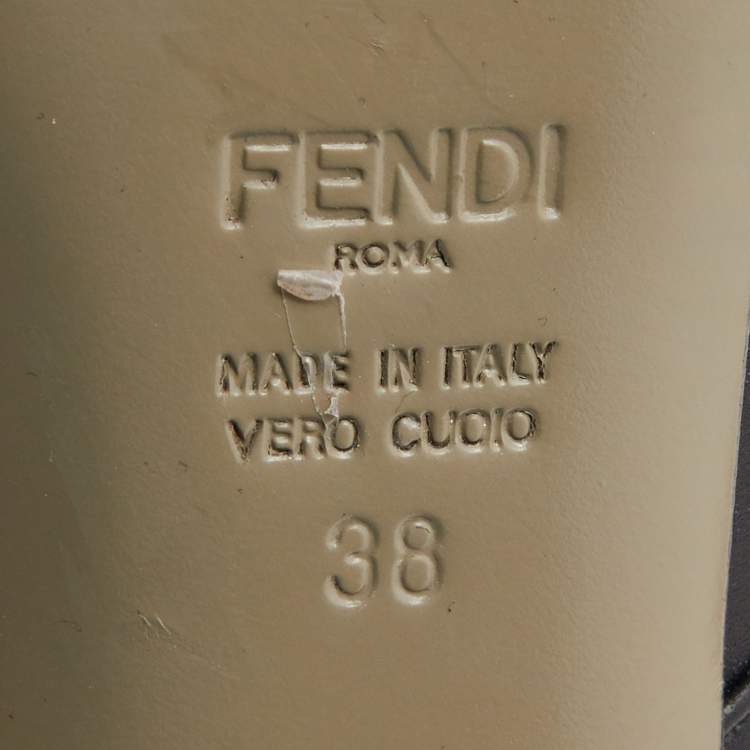 FENDI
ROMA
MADE IN ITALY
VERO CUOIO
38